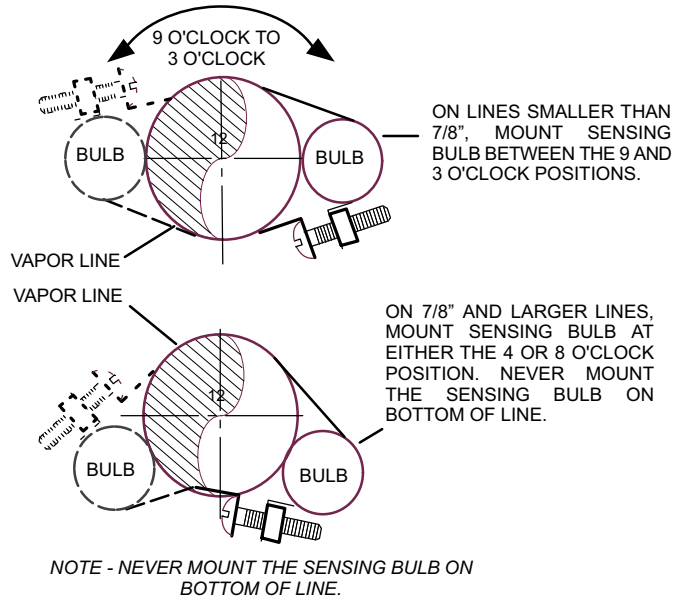 9 O'CLOCK TO
3 O'CLOCK
12
BULB
BULB
ON LINES SMALLER THAN
7/8”, MOUNT SENSING
BULB BETWEEN THE 9 AND
3 O'CLOCK POSITIONS.
VAPOR LINE
VAPOR LINE
12
BULB
BULB
ON 7/8” AND LARGER LINES,
MOUNT SENSING BULB AT
EITHER THE 4 OR 8 O'CLOCK
POSITION. NEVER MOUNT
THE SENSING BULB ON
BOTTOM OF LINE.
NOTE - NEVER MOUNT THE SENSING BULB ON
BOTTOM OF LINE.